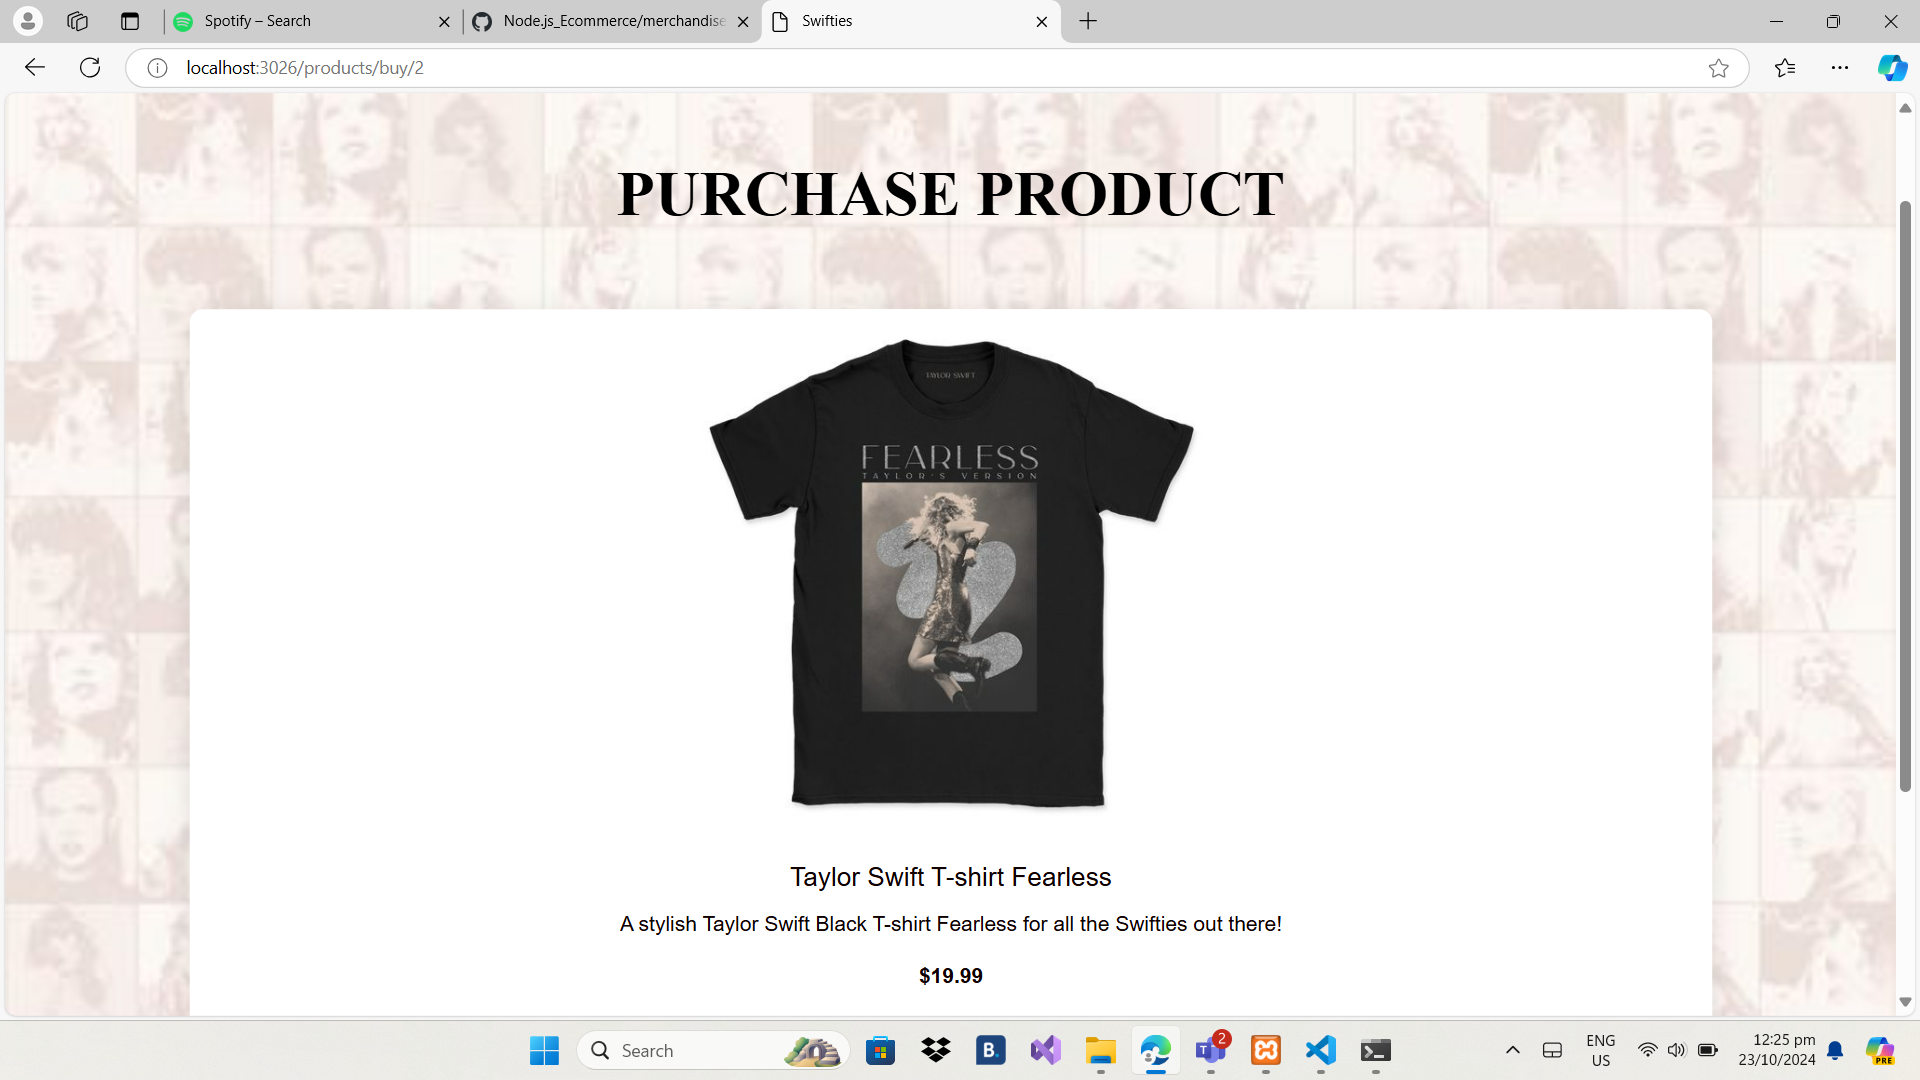 Spotify – Search
Node.js_Ecommerce/merchandise
Swifties
localhost:3026/products/buy/2
PURCHASE PRODUCT
TAYLOR SWIFT
FEARLESS
TAYLOR'S VERSION
Taylor Swift T-shirt Fearless
A stylish Taylor Swift Black T-shirt Fearless for all the Swifties out there!
$19.99
Search
B.
T
2
ENG
US
12:25 pm
23/10/2024
PRE